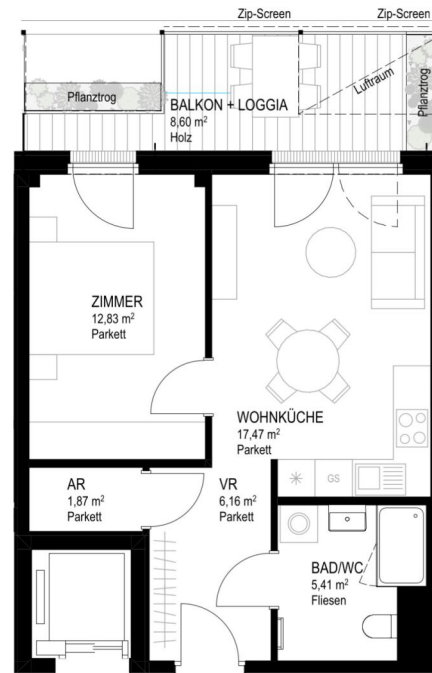 Zip-Screen
Zip-Screen
Pflanztrog
Luftraum
Pflanztrog
BALKON + LOGGIA
8,60 m²
Holz
ZIMMER
12,83 m²
Parkett
WOHNKÜCHE
17,47 m²
Parkett
AR
1,87 m²
Parkett
VR
6,16 m²
Parkett
GS
BAD/WC
5,41 m²
Fliesen